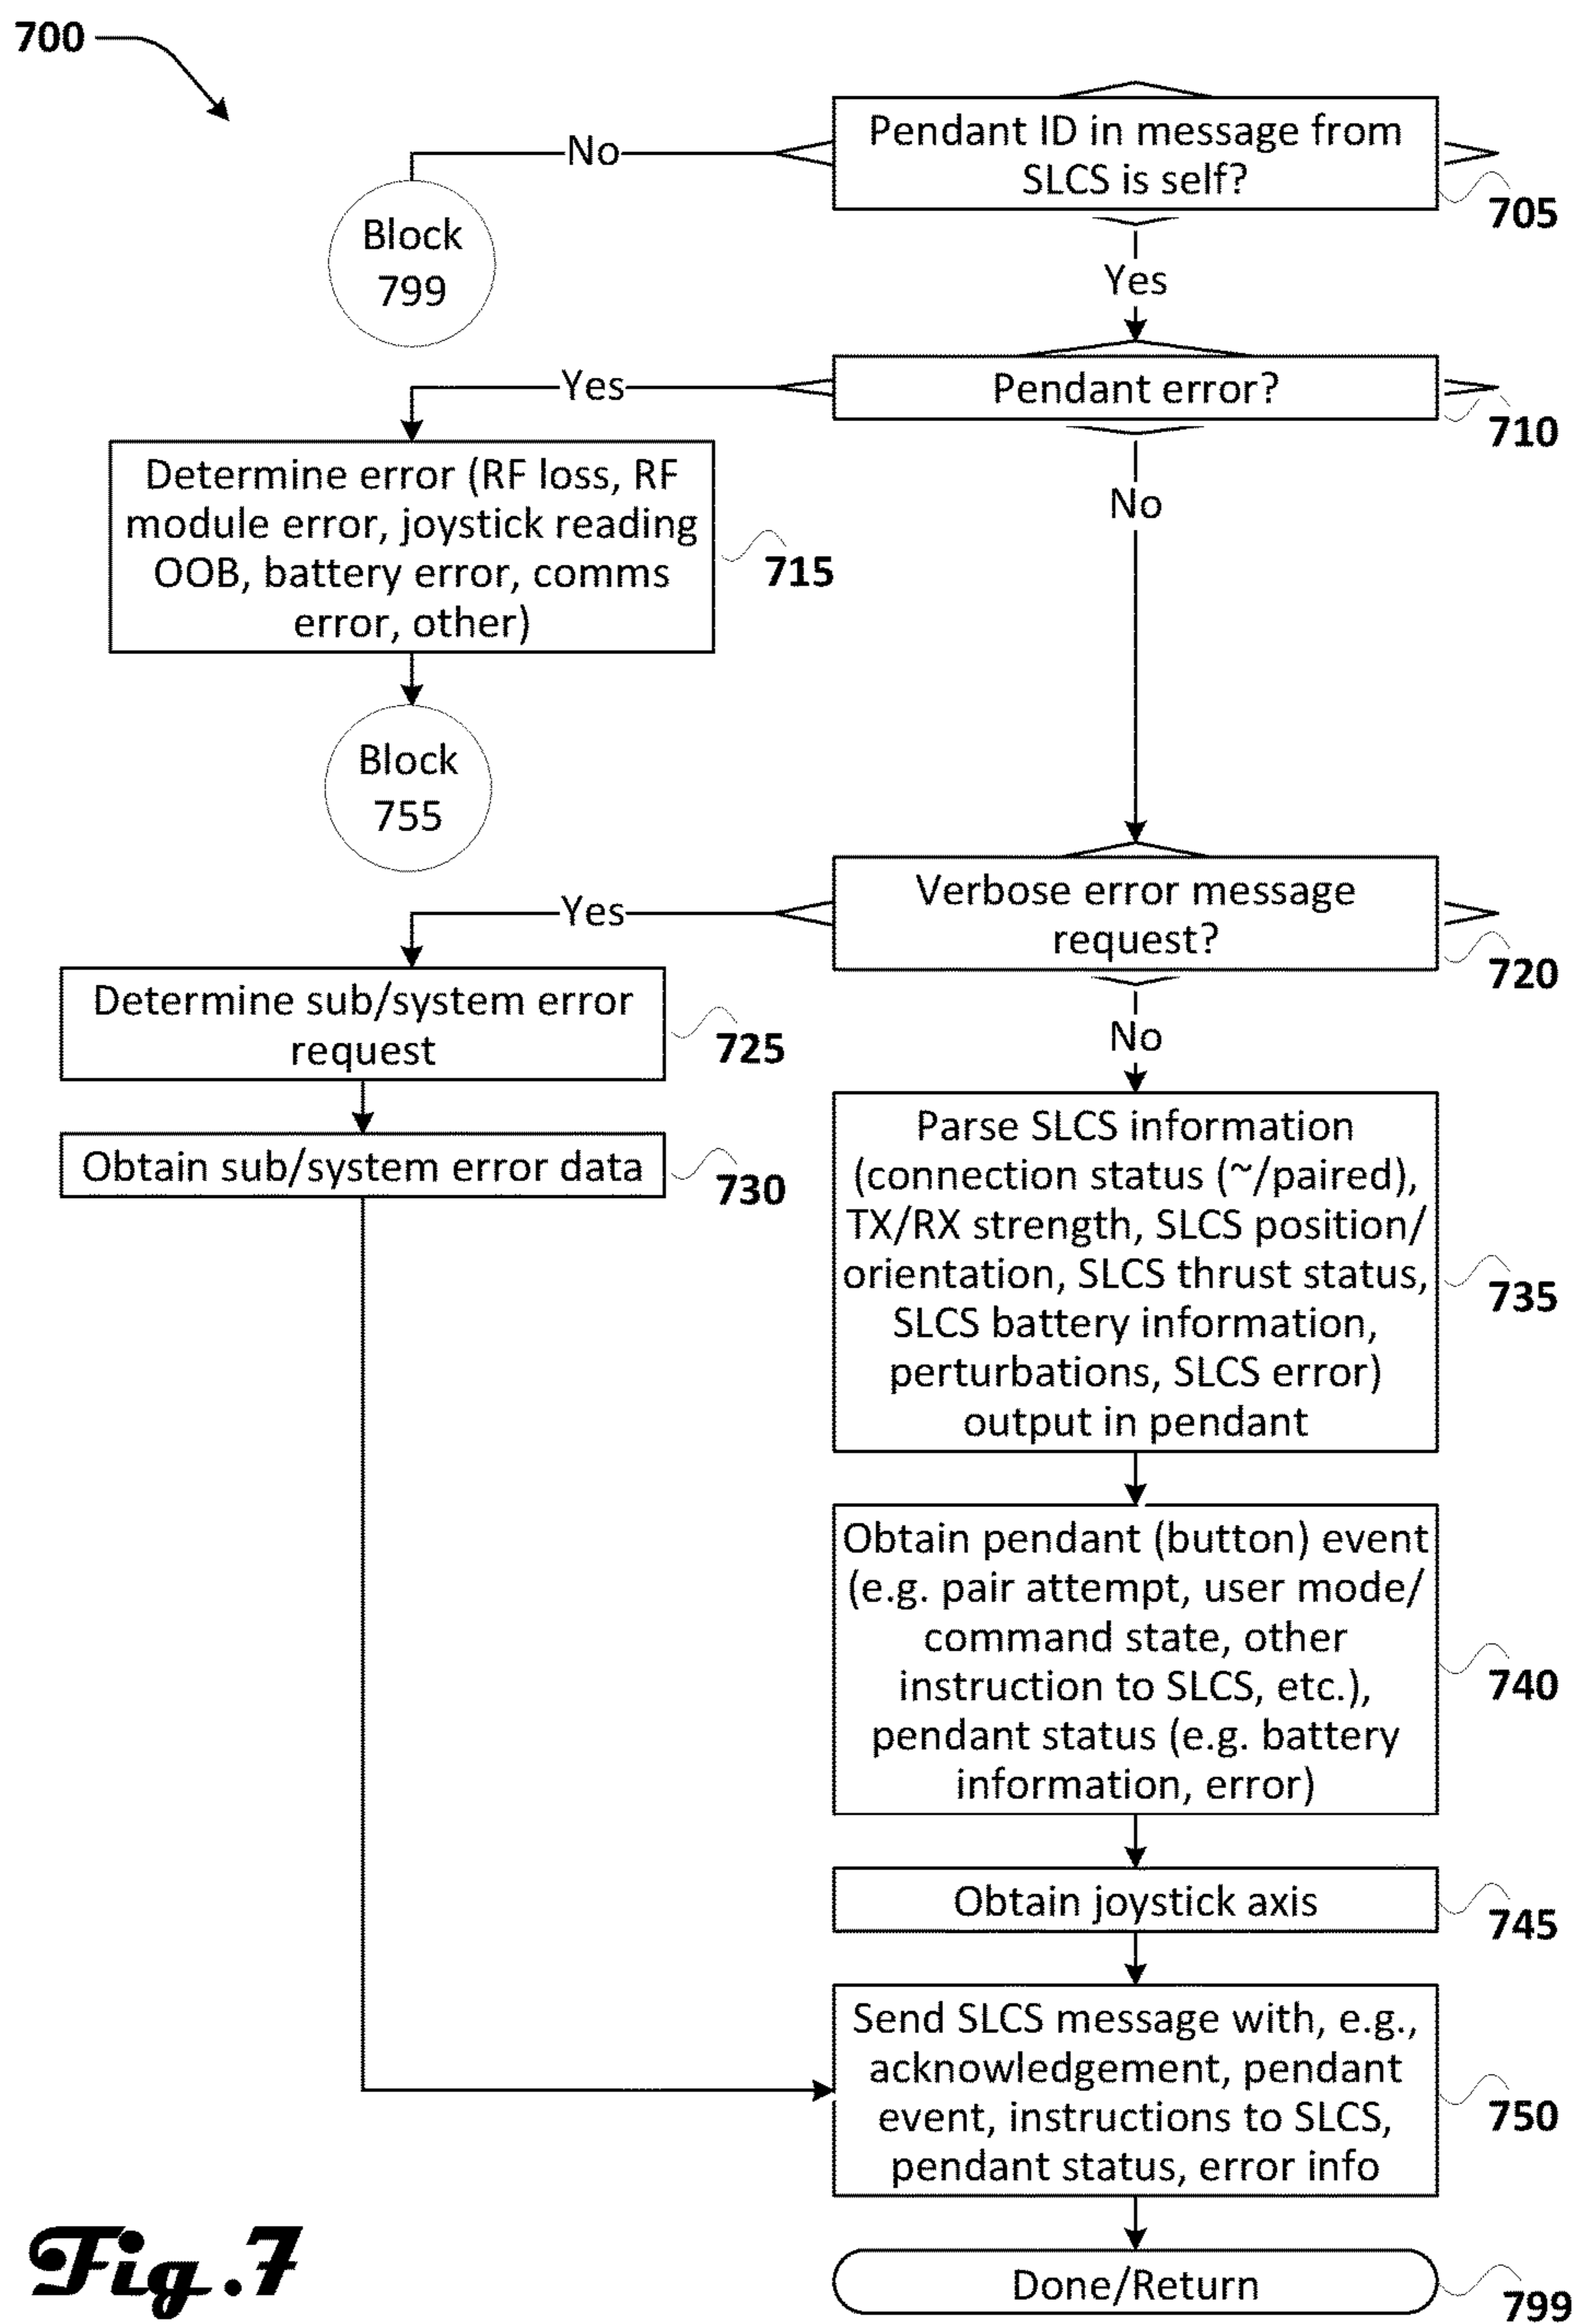 700
Pendant ID in message from
SLCS is self?
705
No
Block
799
Yes
Pendant error?
710
Yes
No
Determine error (RF loss, RF
module error, joystick reading
OOB, battery error, comms
error, other)
715
Block
755
Verbose error message
request?
720
Yes
No
Determine sub/system error
request
725
Obtain sub/system error data
730
Parse SLCS information
(connection status (~/paired),
TX/RX strength, SLCS position/
orientation, SLCS thrust status,
SLCS battery information,
perturbations, SLCS error)
output in pendant
735
Obtain pendant (button) event
(e.g. pair attempt, user mode/
command state, other
instruction to SLCS, etc.),
pendant status (e.g. battery
information, error)
740
Obtain joystick axis
745
Send SLCS message with, e.g.,
acknowledgement, pendant
event, instructions to SLCS,
pendant status, error info
750
Done/Return
799
Fig.7